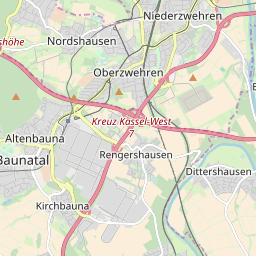 Niederzwehren
Nordshausen
shöhe
Oberzwehren
Kreuz Kassel-West
7
Altenbauna
Baunatal
Rengershausen
Dittershausen
Kirchbauna